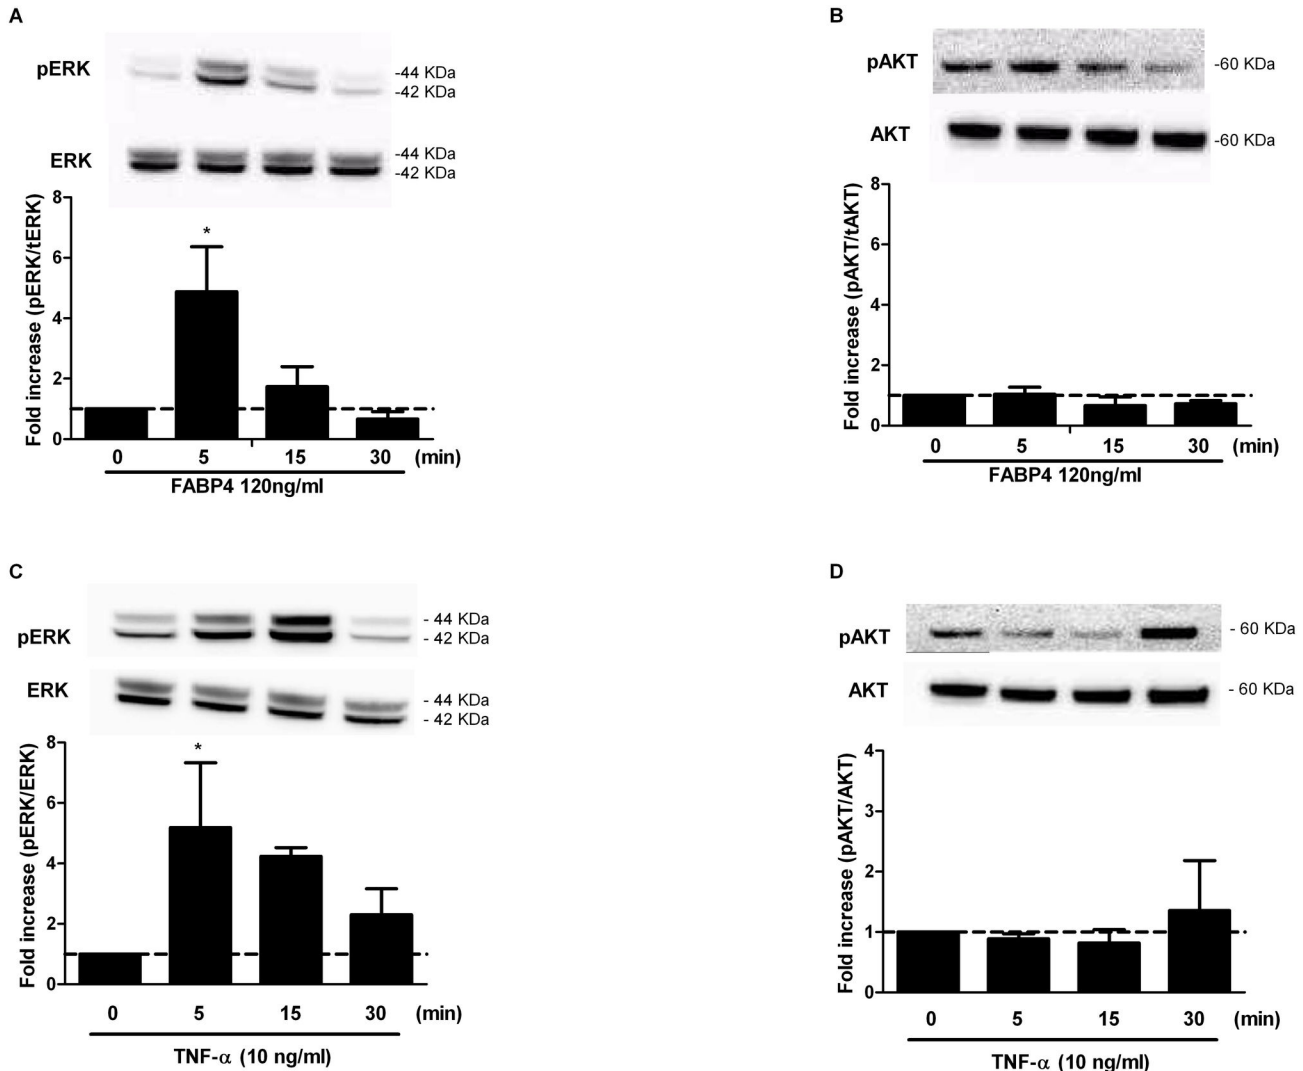 A
pERK
-44 KDa
-42 KDa
ERK
-44 KDa
-42 KDa
Fold increase (pERK/tERK)
8
6
4
2
0
*
0 5 15 30 (min)
FABP4 120ng/ml
B
pAKT
-60 KDa
AKT
-60 KDa
Fold increase (pAKT/tAKT)
8
6
4
2
0
0 5 15 30 (min)
FABP4 120ng/ml
C
pERK
- 44 KDa
- 42 KDa
ERK
- 44 KDa
- 42 KDa
Fold increase (pERK/ERK)
8
6
4
2
0
*
0 5 15 30 (min)
TNF-α (10 ng/ml)
D
pAKT
- 60 KDa
AKT
- 60 KDa
Fold increase (pAKT/AKT)
4
3
2
1
0
0 5 15 30 (min)
TNF-α (10 ng/ml)